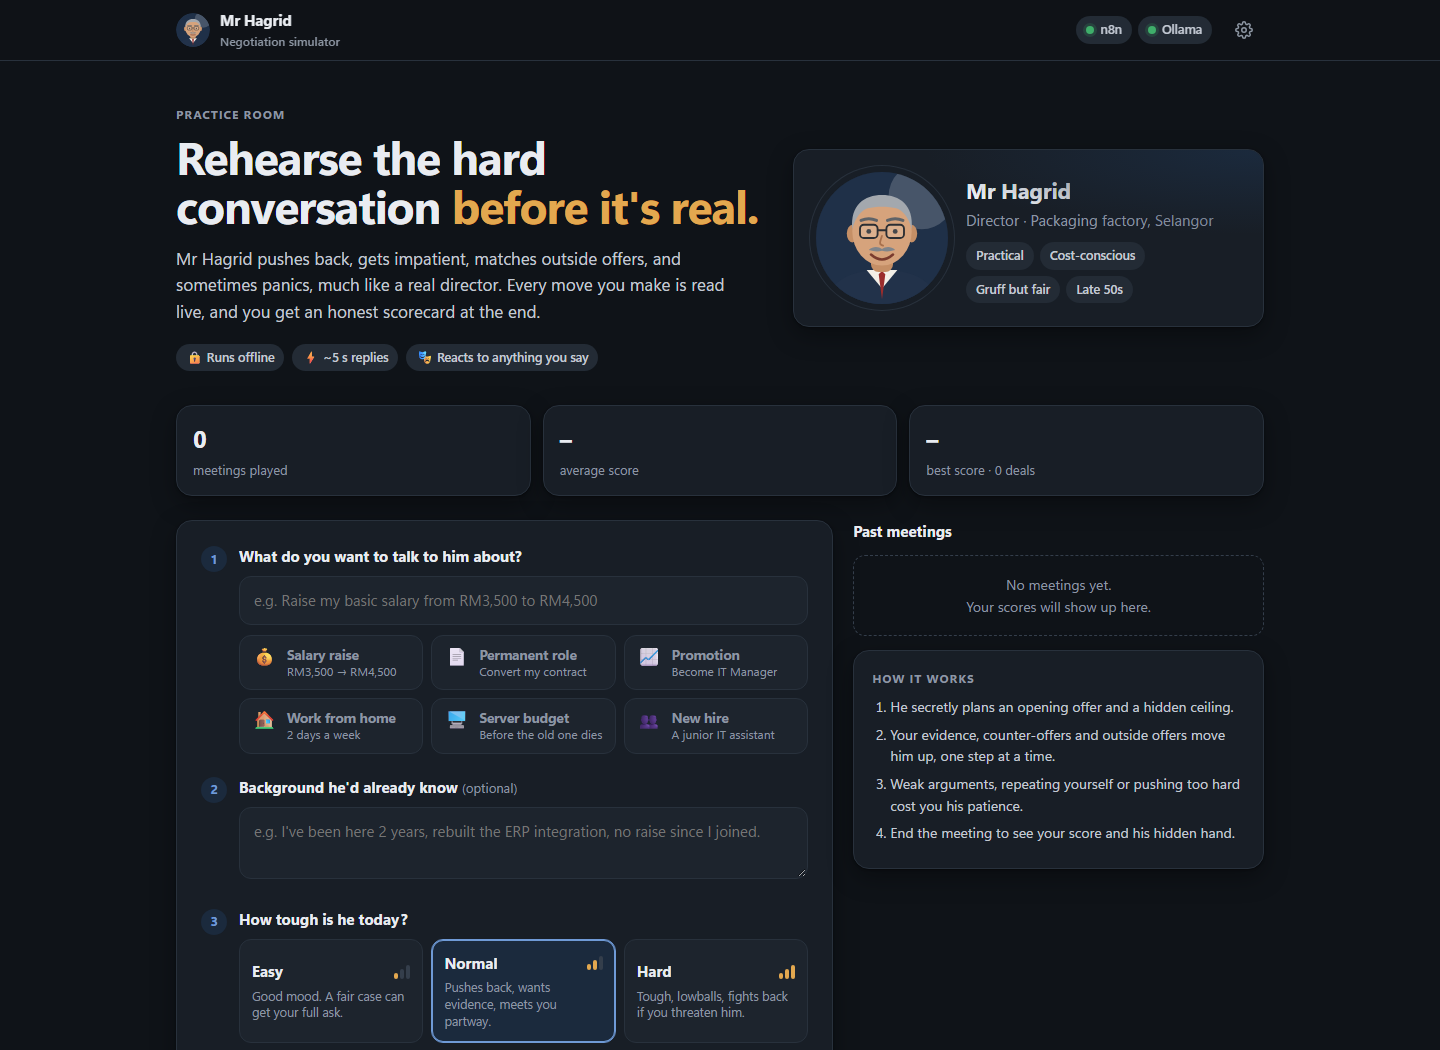 Mr Hagrid
Negotiation simulator
n8n
Ollama
PRACTICE ROOM
Rehearse the hard
conversation before it's real.
Mr Hagrid pushes back, gets impatient, matches outside offers, and
sometimes panics, much like a real director. Every move you make is read
live, and you get an honest scorecard at the end.
Runs offline
~5 s replies
Reacts to anything you say
Mr Hagrid
Director · Packaging factory, Selangor
Practical
Cost-conscious
Gruff but fair
Late 50s
0
meetings played
–
average score
–
best score · 0 deals
1
What do you want to talk to him about?
e.g. Raise my basic salary from RM3,500 to RM4,500
Salary raise
RM3,500 → RM4,500
Permanent role
Convert my contract
Promotion
Become IT Manager
Work from home
2 days a week
Server budget
Before the old one dies
New hire
A junior IT assistant
2
Background he'd already know (optional)
e.g. I've been here 2 years, rebuilt the ERP integration, no raise since I joined.
3
How tough is he today?
Easy
Good mood. A fair case can
get your full ask.
Normal
Pushes back, wants
evidence, meets you
partway.
Hard
Tough, lowballs, fights back
if you threaten him.
Past meetings
No meetings yet.
Your scores will show up here.
HOW IT WORKS
1. He secretly plans an opening offer and a hidden ceiling.
2. Your evidence, counter-offers and outside offers move
him up, one step at a time.
3. Weak arguments, repeating yourself or pushing too hard
cost you his patience.
4. End the meeting to see your score and his hidden hand.